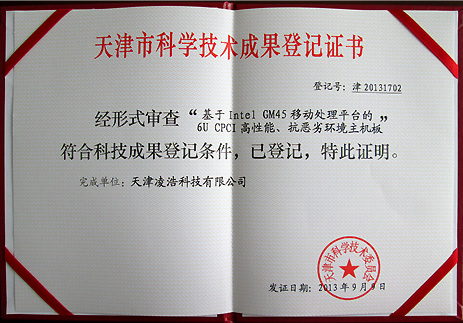 天津市科学技术成果登记证书
登记号：津20131702
经形式审查“基于Intel GM45移动处理平台的
6U CPCI高性能、抗恶劣环境主机板”
符合科技成果登记条件，已登记，特此证明。
完成单位：天津凌浩科技有限公司
天津市科学技术委员会
发证日期：2013年9月9日